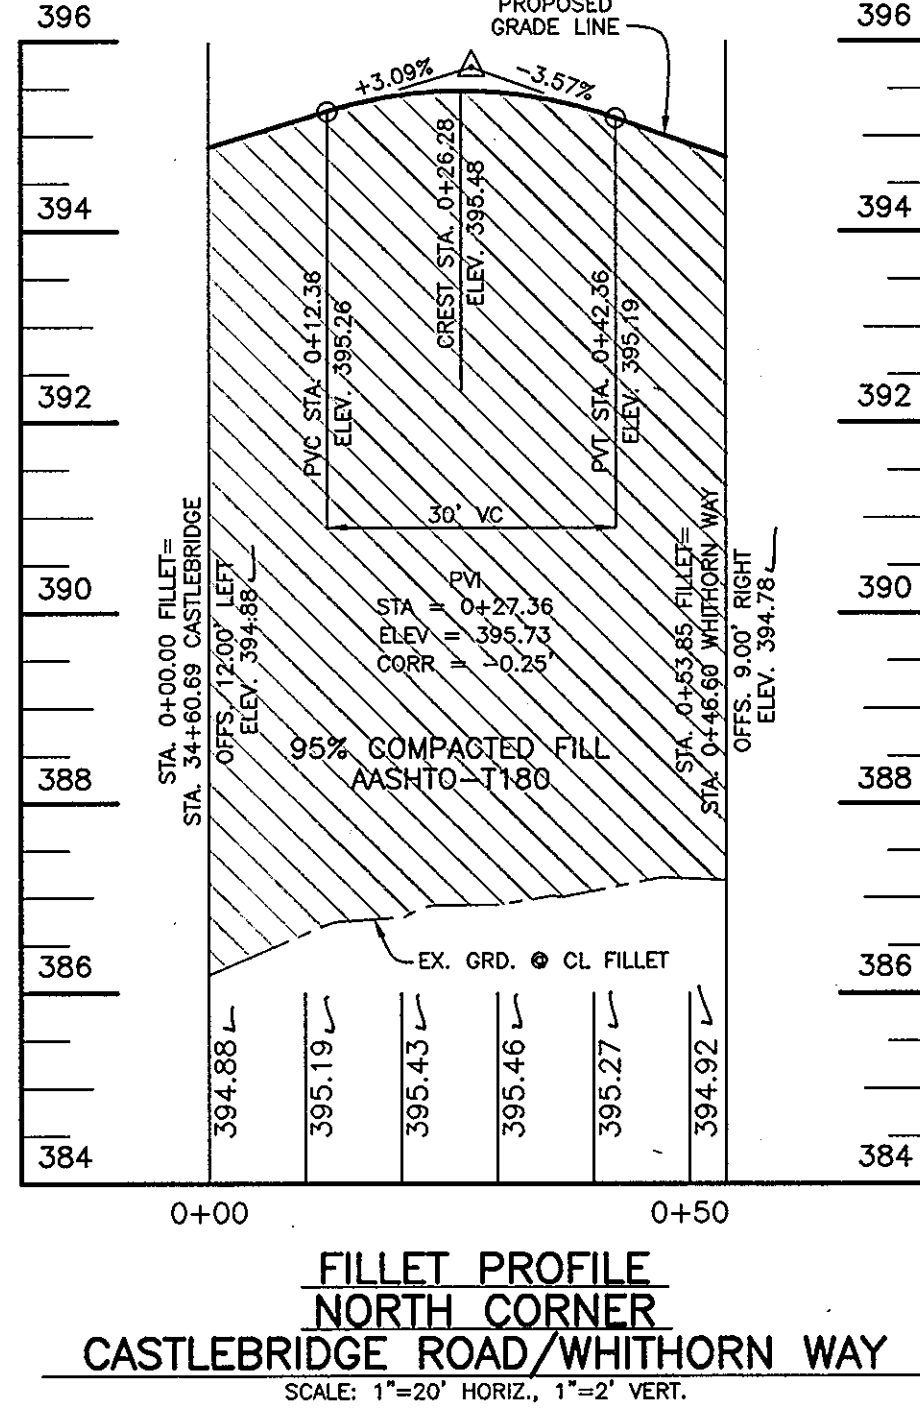 PROPOSED
GRADE LINE
396
396
+3.09%
-3.57%
394
394
CREST STA. 0+26.28
ELEV. 395.48
PVC STA. 0+12.36
ELEV. 395.26
PVT STA. 0+42.36
ELEV. 395.19
392
392
30' VC
STA. 0+00.00 FILLET=
STA. 34+60.69 CASTLEBRIDGE
OFFS. 12.00' LEFT
ELEV. 394.88
STA. 0+53.85 FILLET=
STA. 0+46.60 WHITHORN WAY
OFFS. 9.00' RIGHT
ELEV. 394.78
390
390
PVI
STA = 0+27.36
ELEV = 395.73
CORR = -0.25'
95% COMPACTED FILL
AASHTO-T180
388
388
EX. GRD. @ CL FILLET
386
386
394.88
395.19
395.43
395.46
395.27
394.92
384
384
0+00
0+50
FILLET PROFILE
NORTH CORNER
CASTLEBRIDGE ROAD/WHITHORN WAY
SCALE: 1"=20' HORIZ., 1"=2' VERT.